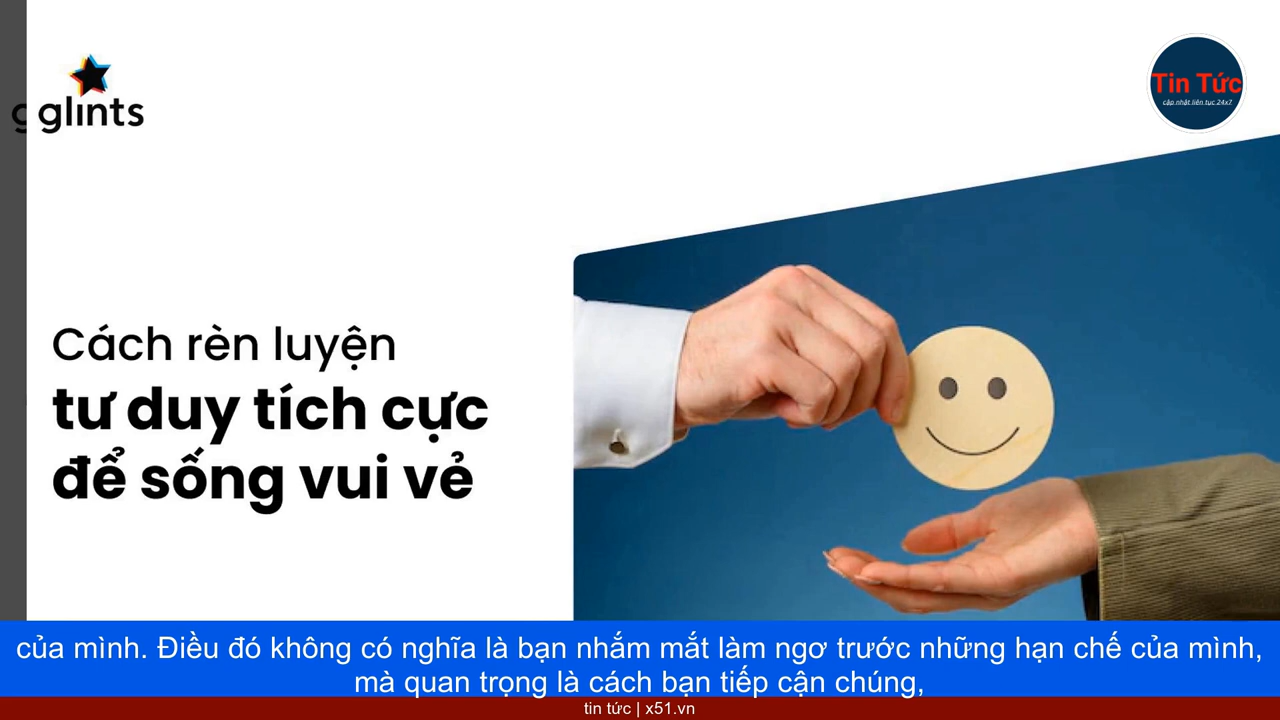 glints
Tin Tức
cập nhật liên tục 24x7
Cách rèn luyện
tư duy tích cực
để sống vui vẻ
của mình. Điều đó không có nghĩa là bạn nhắm mắt làm ngơ trước những hạn chế của mình,
mà quan trọng là cách bạn tiếp cận chúng,
tin tức | x51.vn